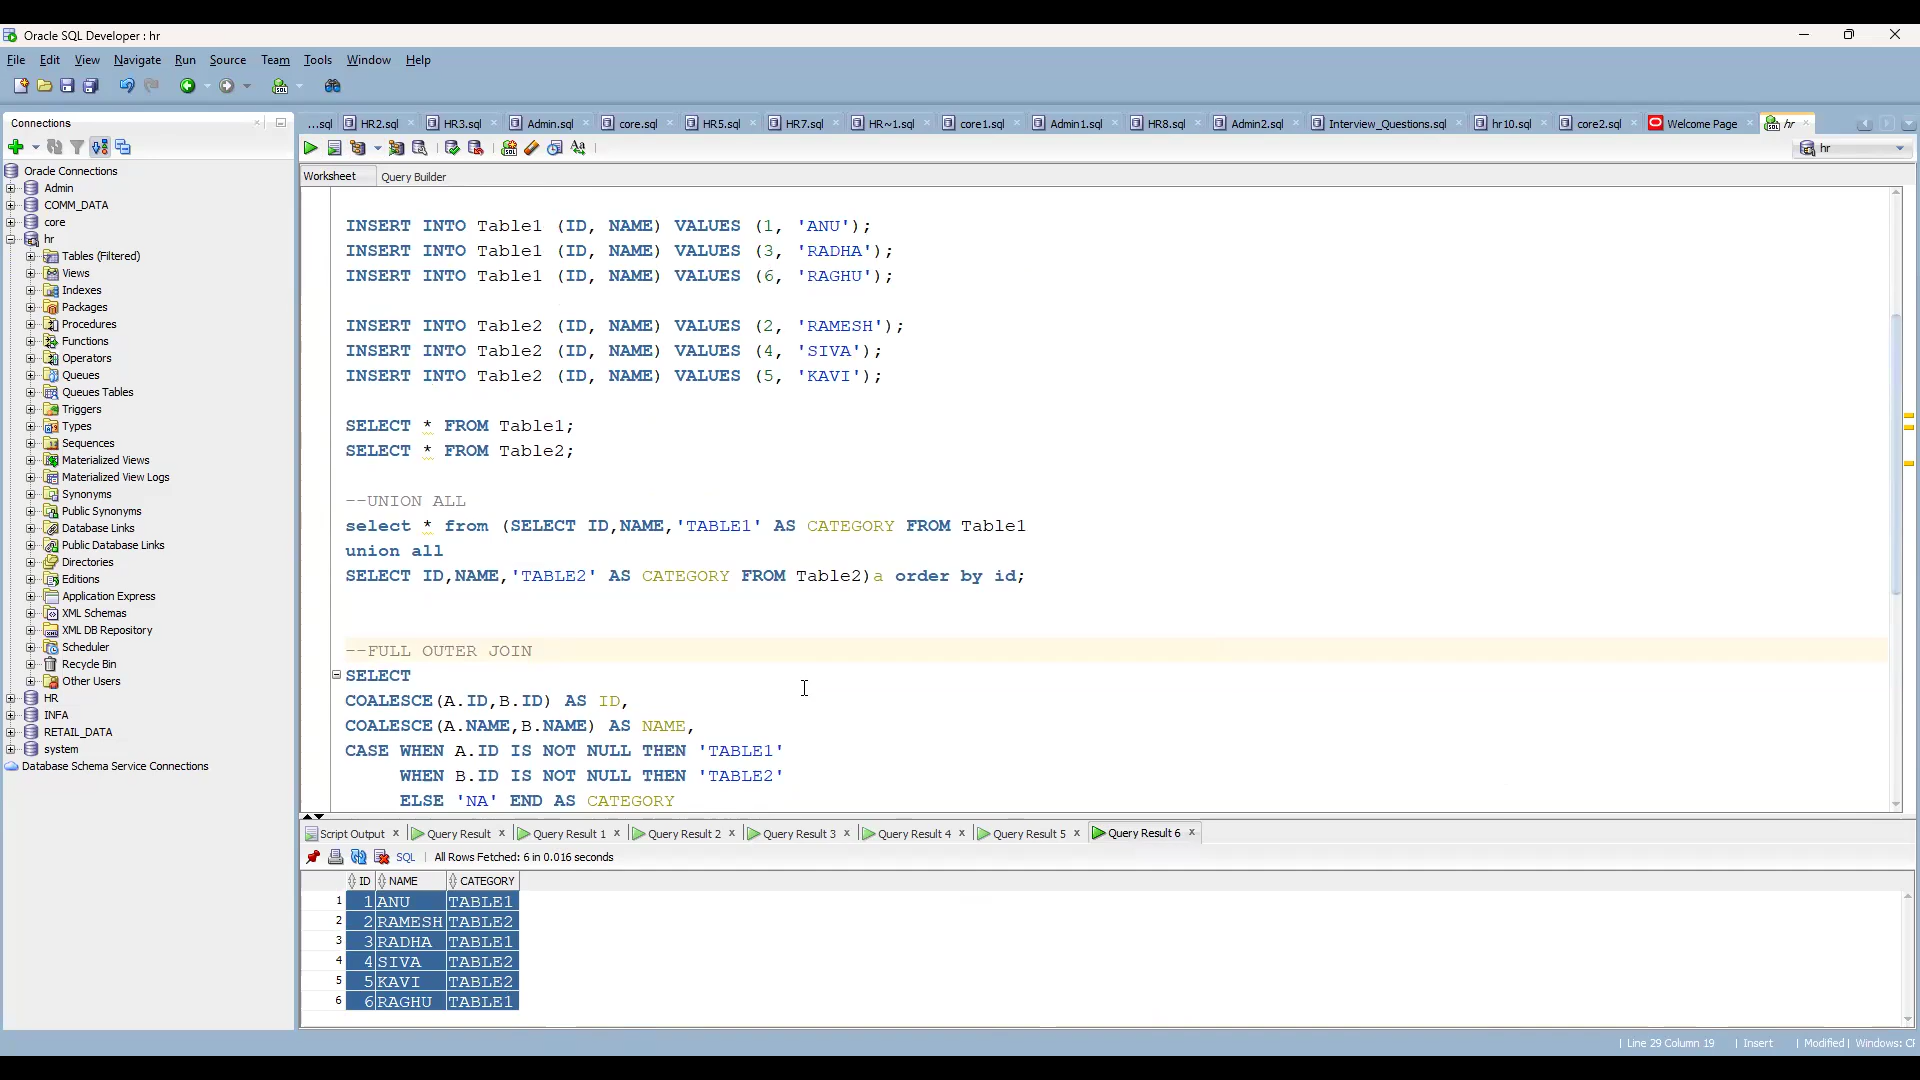 Oracle SQL Developer : hr
File Edit View Navigate Run Source Team Tools Window Help
Connections
...sql HR2.sql HR3.sql Admin.sql core.sql HR5.sql HR7.sql HR~1.sql core1.sql Admin1.sql HR8.sql Admin2.sql Interview_Questions.sql hr10.sql core2.sql Welcome Page hr
hr
Worksheet Query Builder
Oracle Connections
Admin
COMM_DATA
core
hr
Tables (Filtered)
Views
Indexes
Packages
Procedures
Functions
Operators
Queues
Queues Tables
Triggers
Types
Sequences
Materialized Views
Materialized View Logs
Synonyms
Public Synonyms
Database Links
Public Database Links
Directories
Editions
Application Express
XML Schemas
XML DB Repository
Scheduler
Recycle Bin
Other Users
HR
INFA
RETAIL_DATA
system
Database Schema Service Connections
INSERT INTO Table1 (ID, NAME) VALUES (1, 'ANU');
INSERT INTO Table1 (ID, NAME) VALUES (3, 'RADHA');
INSERT INTO Table1 (ID, NAME) VALUES (6, 'RAGHU');
INSERT INTO Table2 (ID, NAME) VALUES (2, 'RAMESH');
INSERT INTO Table2 (ID, NAME) VALUES (4, 'SIVA');
INSERT INTO Table2 (ID, NAME) VALUES (5, 'KAVI');
SELECT * FROM Table1;
SELECT * FROM Table2;
--UNION ALL
select * from (SELECT ID,NAME,'TABLE1' AS CATEGORY FROM Table1
union all
SELECT ID,NAME,'TABLE2' AS CATEGORY FROM Table2)a order by id;
--FULL OUTER JOIN
SELECT
COALESCE(A.ID,B.ID) AS ID,
COALESCE(A.NAME,B.NAME) AS NAME,
CASE WHEN A.ID IS NOT NULL THEN 'TABLE1'
WHEN B.ID IS NOT NULL THEN 'TABLE2'
ELSE 'NA' END AS CATEGORY
Script Output Query Result Query Result 1 Query Result 2 Query Result 3 Query Result 4 Query Result 5 Query Result 6
SQL All Rows Fetched: 6 in 0.016 seconds
ID NAME CATEGORY
1 1 ANU TABLE1
2 2 RAMESH TABLE2
3 3 RADHA TABLE1
4 4 SIVA TABLE2
5 5 KAVI TABLE2
6 6 RAGHU TABLE1
Line 29 Column 19 Insert Modified Windows: CF